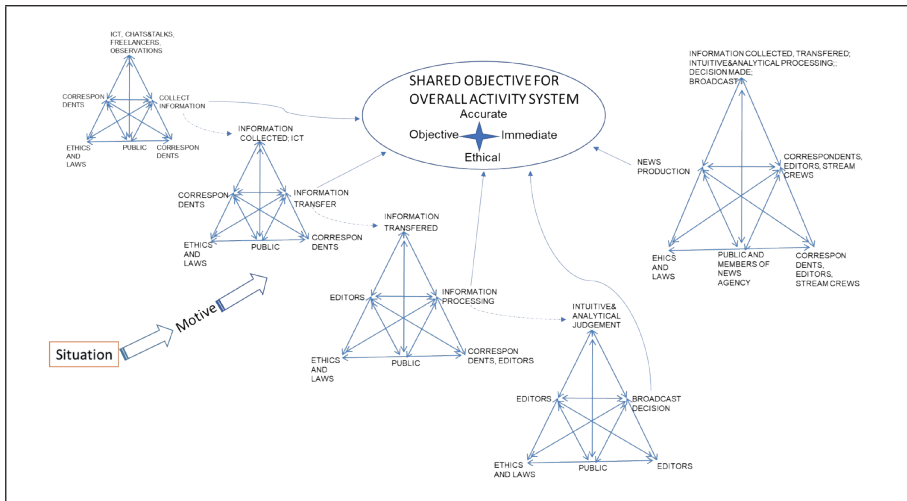 ICT, CHATS&TALKS,
FREELANCERS,
OBSERVATIONS
CORRESPON
DENTS
COLLECT
INFORMATION
ETHICS
AND
LAWS
PUBLIC
CORRESPON
DENTS
INFORMATION
COLLECTED; ICT
CORRESPON
DENTS
INFORMATION
TRANSFER
ETHICS
AND
LAWS
PUBLIC
CORRESPON
DENTS
SHARED OBJECTIVE FOR
OVERALL ACTIVITY SYSTEM
Accurate
Objective
Immediate
Ethical
INFORMATION COLLECTED, TRANSFERED;
INTUITIVE&ANALYTICAL PROCESSING;;
DECISION MADE;
BROADCAST;
NEWS
PRODUCTION
CORRESPONDENTS,
EDITORS, STREAM
CREWS
EHICS
AND
LAWS
PUBLIC AND
MEMBERS OF
NEWS
AGENCY
CORRESPON
DENTS,
EDITORS,
STREAM CREWS
INFORMATION
TRANSFERED
EDITORS
INFORMATION
PROCESSING
ETHICS
AND
LAWS
PUBLIC
CORRESPON
DENTS, EDITORS
INTUITIVE&
ANALYTICAL
JUDGEMENT
EDITORS
BROADCAST
DECISION
ETHICS
AND LAWS
PUBLIC
EDITORS
Situation
Motive